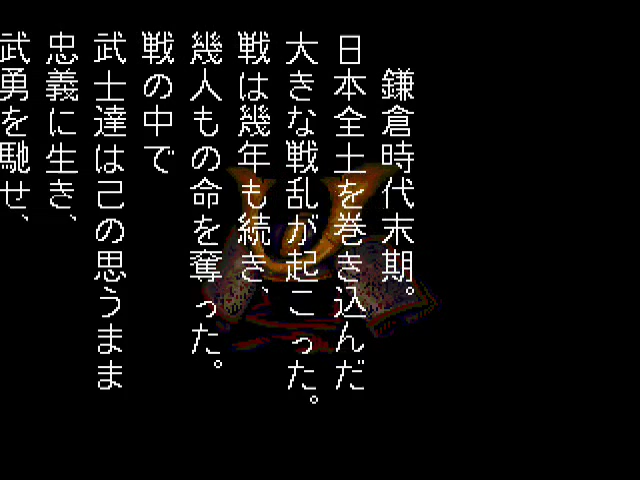 鎌倉時代末期。
日本全土を巻き込んだ
大きな戦乱が起こった。
戦は幾年も続き、
幾人もの命を奪った。
戦の中で
武士達は己の思うまま
忠義に生き、
武勇を馳せ、